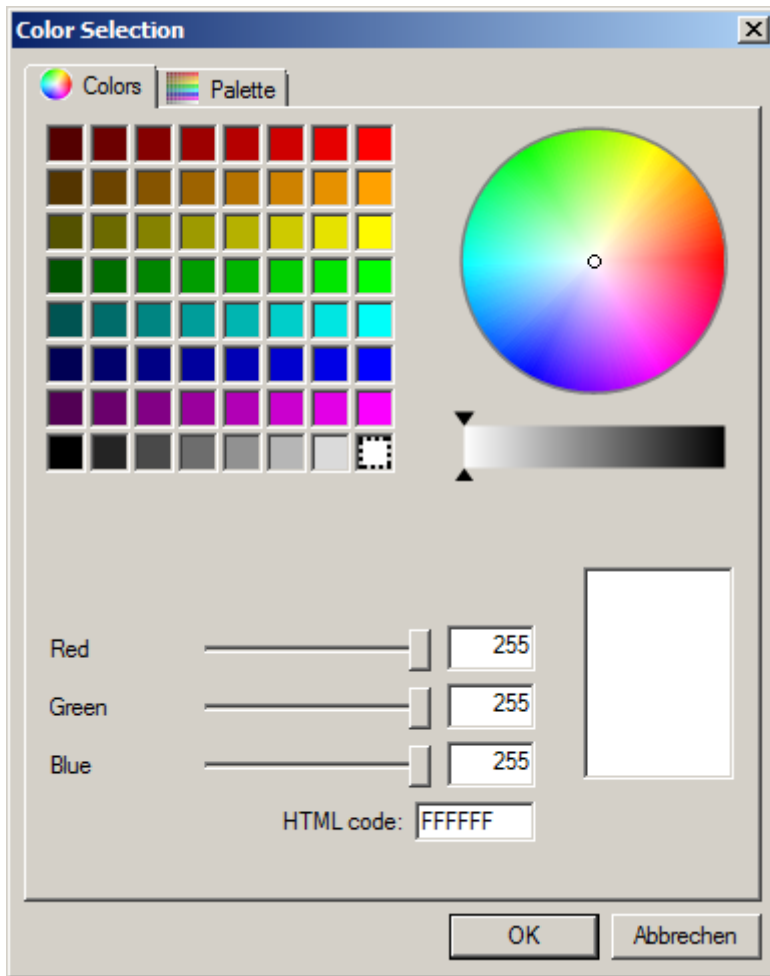 Color Selection
Colors
Palette
Red 255
Green 255
Blue 255
HTML code: FFFFFF
OK Abbrechen